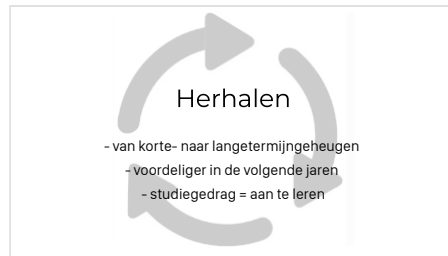 Herhalen
- van korte- naar langetermijngeheugen
- voordeliger in de volgende jaren
- studiegedrag = aan te leren